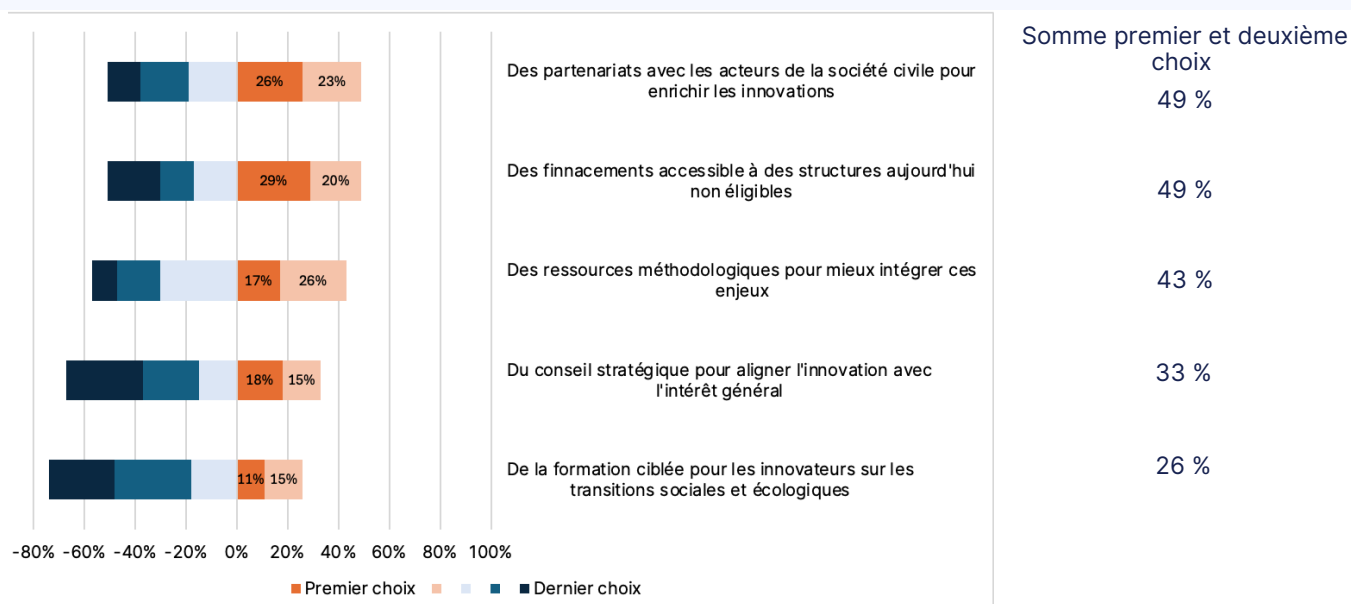 Somme premier et deuxième
choix
26% 23%
Des partenariats avec les acteurs de la société civile pour
enrichir les innovations
49 %
29% 20%
Des finnacements accessible à des structures aujourd'hui
non éligibles
49 %
17% 26%
Des ressources méthodologiques pour mieux intégrer ces
enjeux
43 %
18% 15%
Du conseil stratégique pour aligner l'innovation avec
l'intérêt général
33 %
11% 15%
De la formation ciblée pour les innovateurs sur les
transitions sociales et écologiques
26 %
-80% -60% -40% -20% 0% 20% 40% 60% 80% 100%
Premier choix Dernier choix